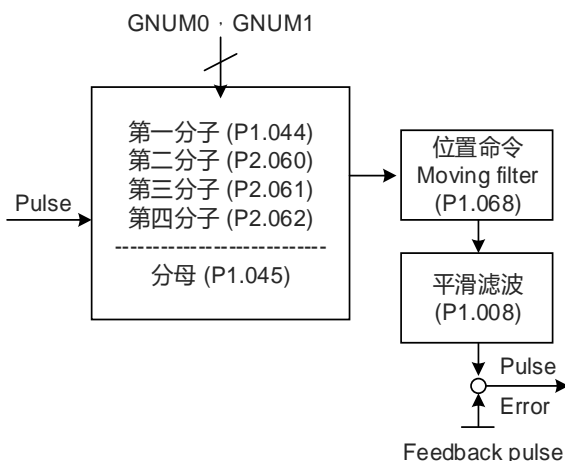 GNUM0 · GNUM1
第一分子 (P1.044)
第二分子 (P2.060)
第三分子 (P2.061)
第四分子 (P2.062)
分母 (P1.045)
Pulse
位置命令
Moving filter
(P1.068)
平滑滤波
(P1.008)
Pulse
Error
Feedback pulse